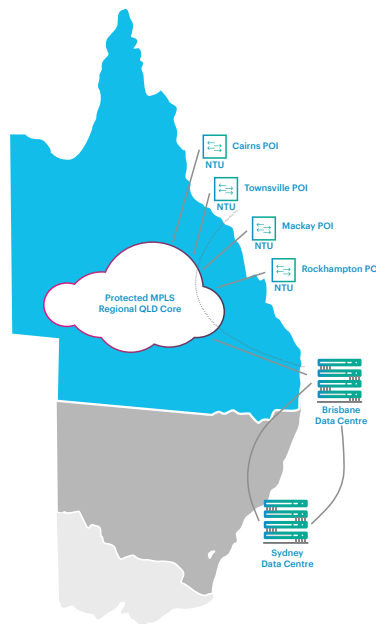 Cairns POI
NTU
Townsville POI
NTU
Mackay POI
NTU
Rockhampton PO
NTU
Protected MPLS
Regional QLD Core
Brisbane
Data Centre
Sydney
Data Centre